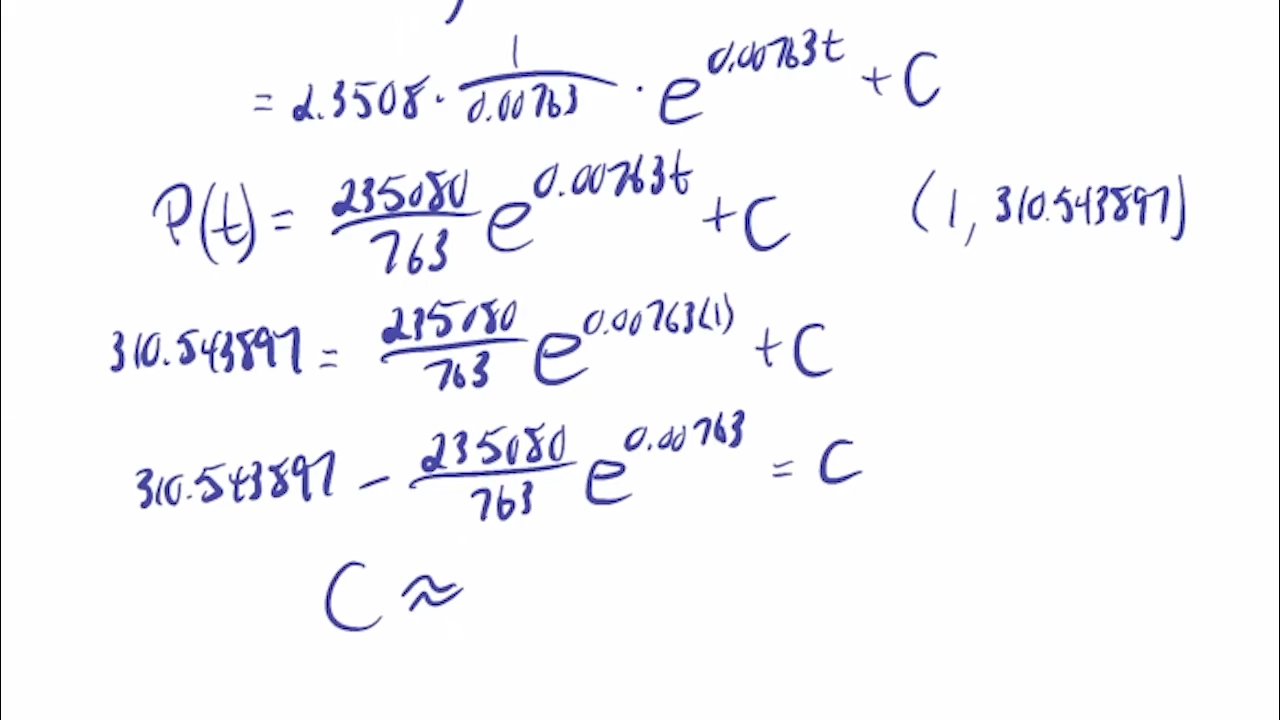 = 2.3508 · 1/0.00763 · e^0.00763t + C
P(t) = 235080/763 e^0.00763t + C (1, 310.543897)
310.543897 = 235080/763 e^0.00763(1) + C
310.543897 - 235080/763 e^0.00763 = C
C ≈